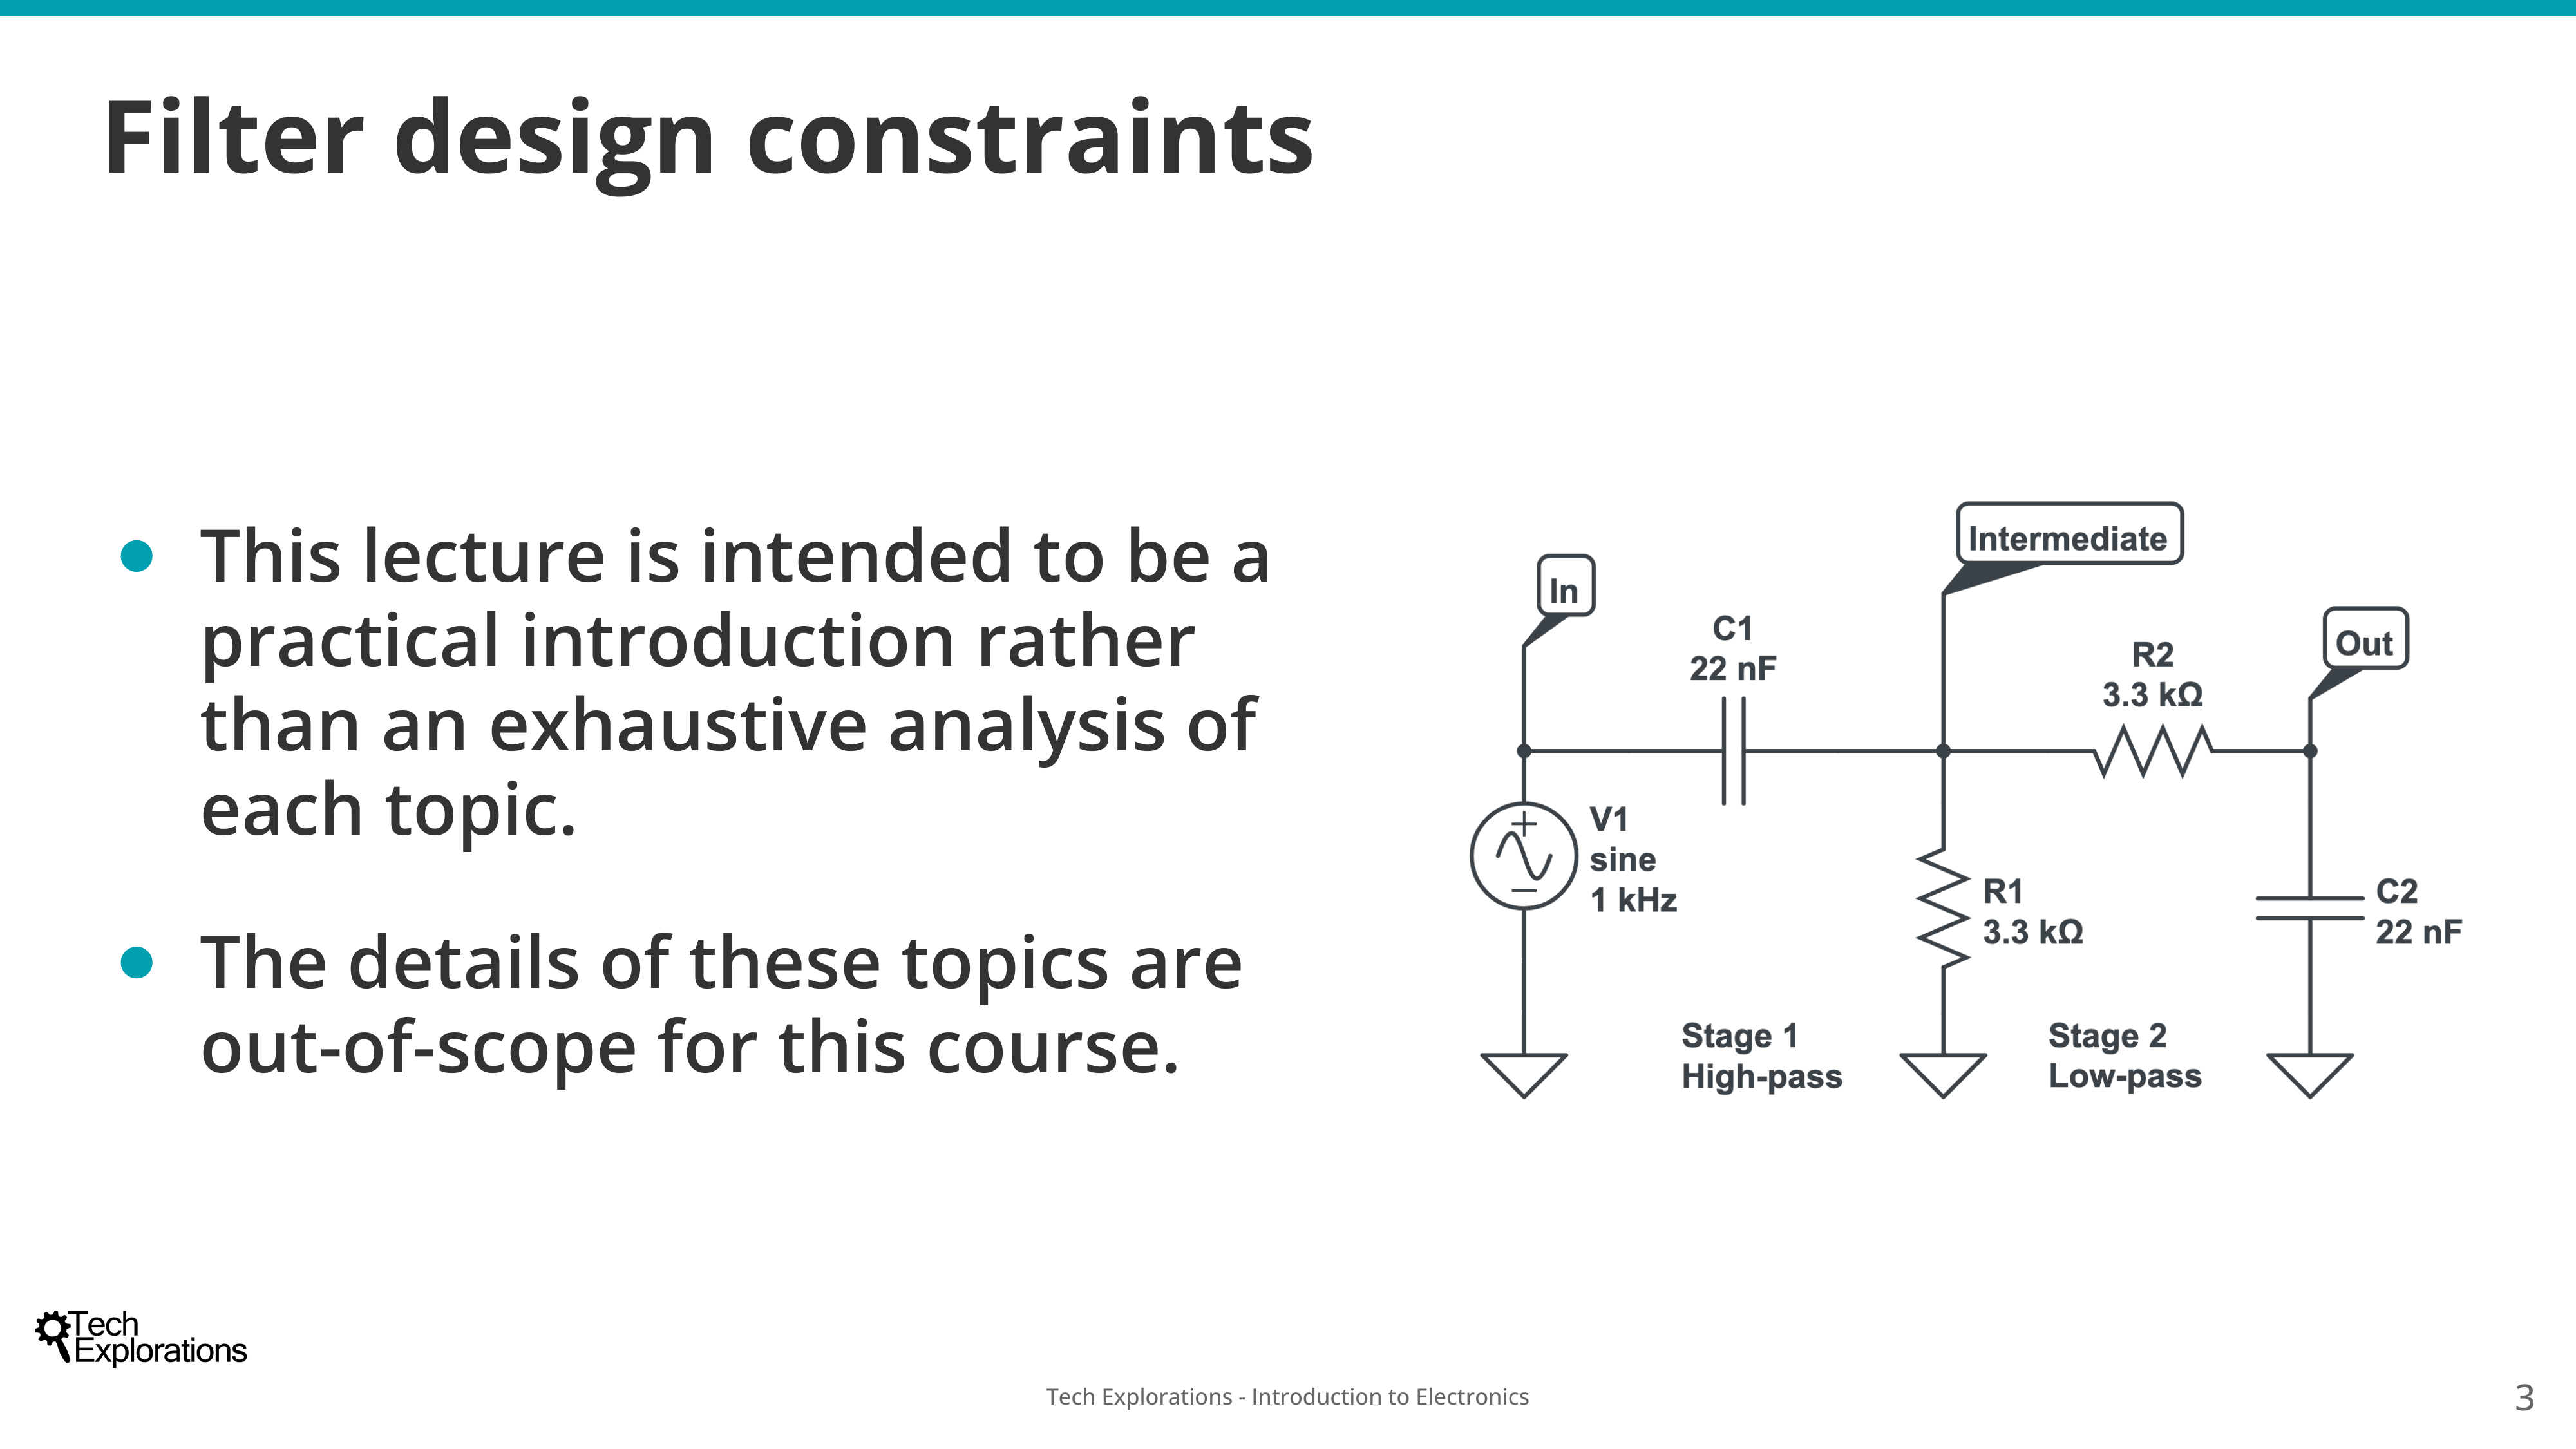 Filter design constraints
This lecture is intended to be a
practical introduction rather
than an exhaustive analysis of
each topic.
The details of these topics are
out-of-scope for this course.
In
Intermediate
Out
C1
22 nF
R2
3.3 kΩ
V1
sine
1 kHz
R1
3.3 kΩ
C2
22 nF
Stage 1
High-pass
Stage 2
Low-pass
Tech
Explorations
Tech Explorations - Introduction to Electronics
3